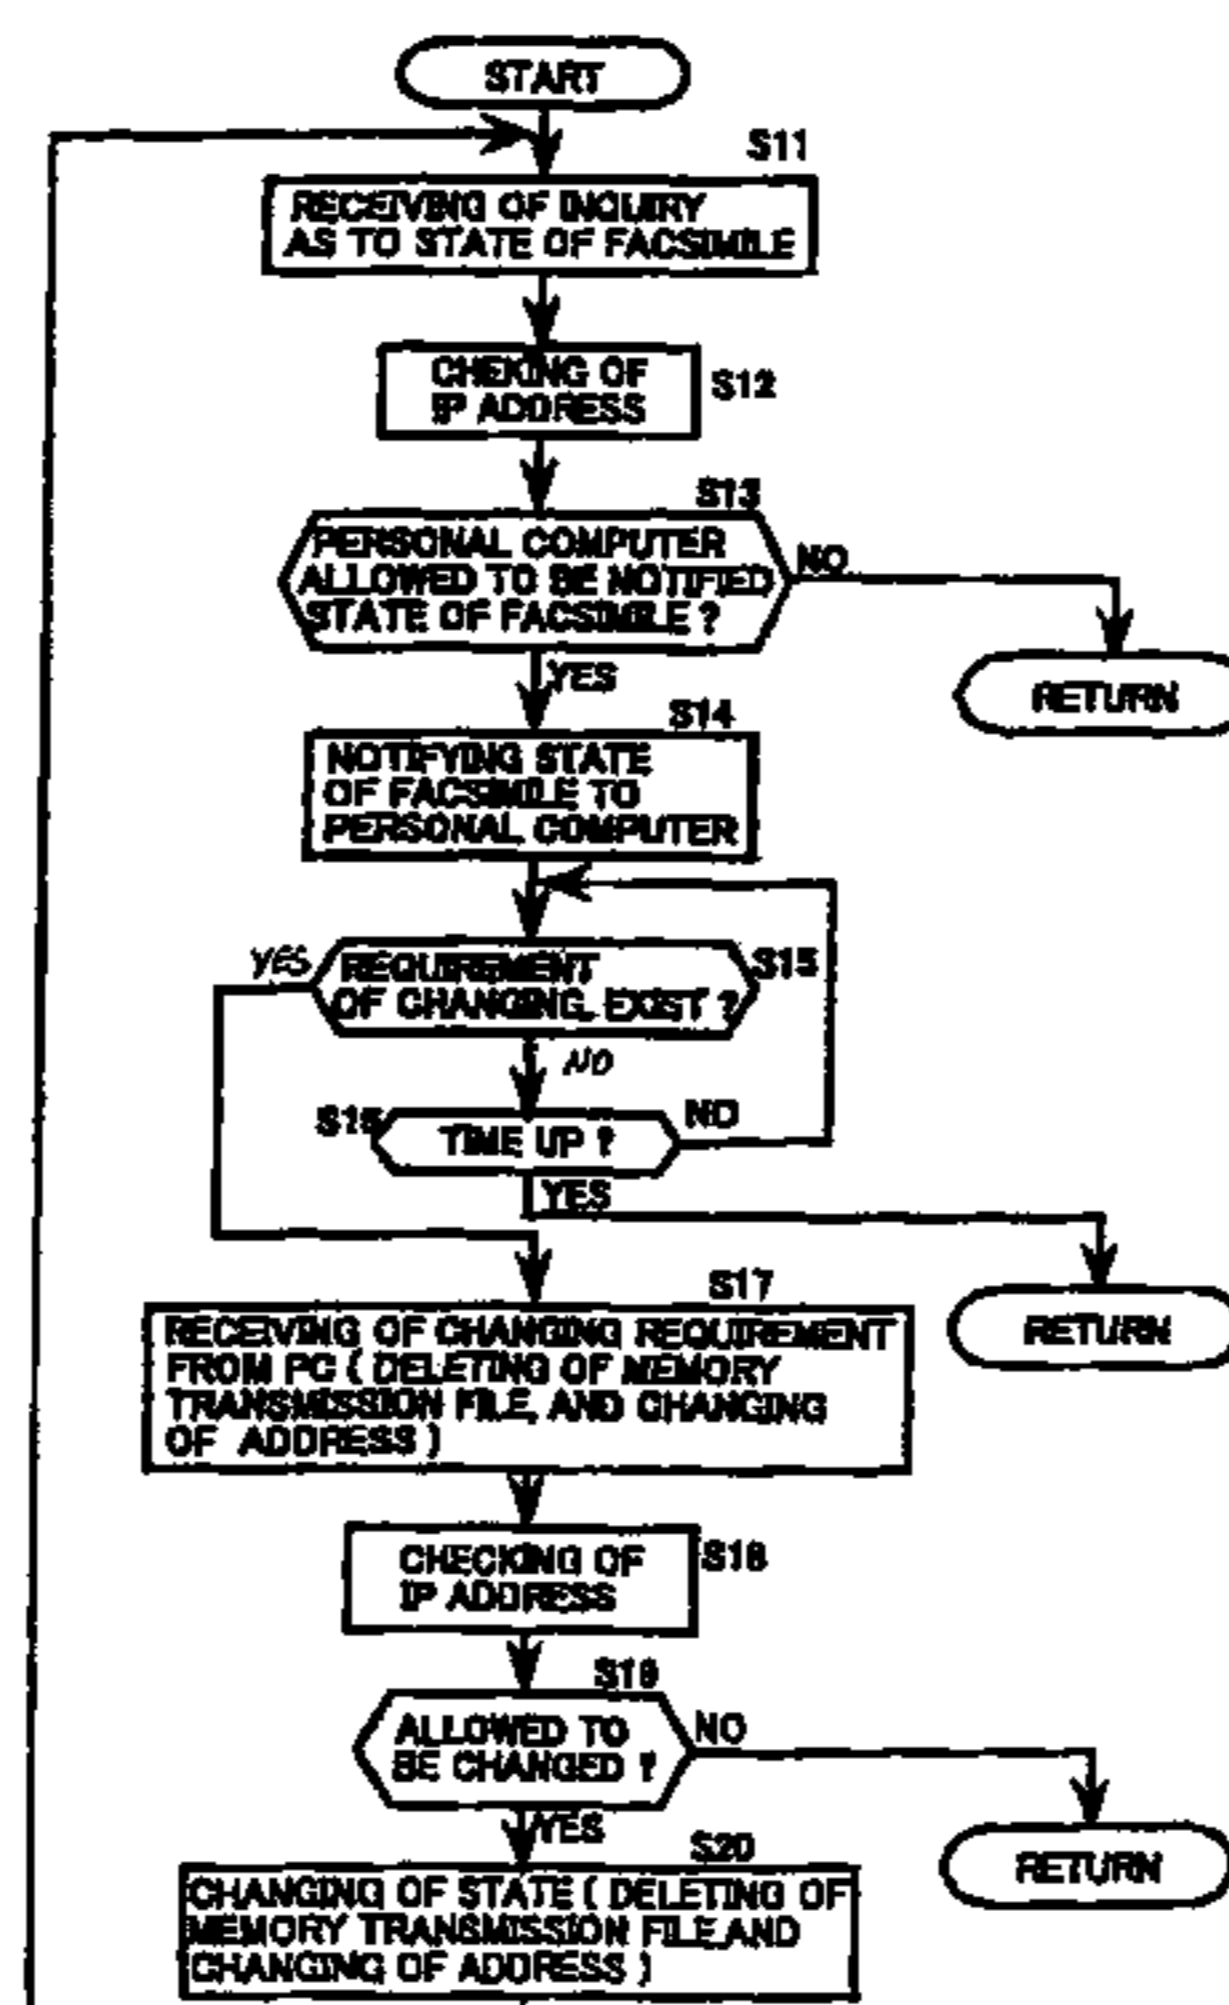 START
S11
RECEIVING OF INQUIRY
AS TO STATE OF FACSIMILE
CHEKING OF
IP ADDRESS
S12
S13
PERSONAL COMPUTER
ALLOWED TO BE NOTIFIED
STATE OF FACSIMILE ?
NO
RETURN
YES
S14
NOTIFYING STATE
OF FACSIMILE TO
PERSONAL COMPUTER
YES
REQUIREMENT
OF CHANGING, EXIST ?
S15
NO
S16
TIME UP ?
NO
YES
RETURN
S17
RECEIVING OF CHANGING REQUIREMENT
FROM PC ( DELETING OF MEMORY
TRANSMISSION FILE, AND CHANGING
OF ADDRESS )
CHECKING OF
IP ADDRESS
S18
S19
ALLOWED TO
BE CHANGED ?
NO
RETURN
YES
S20
CHANGING OF STATE ( DELETING OF
MEMORY TRANSMISSION FILE,AND
CHANGING OF ADDRESS )